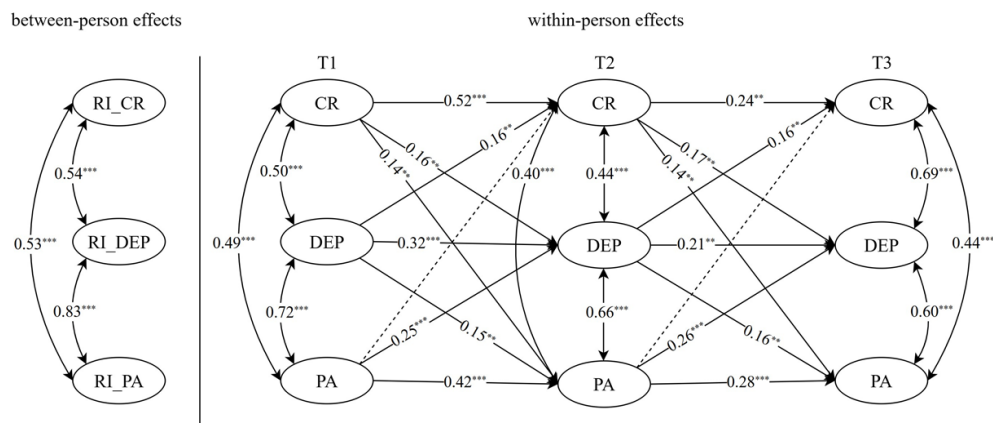 between-person effects
within-person effects
T1
T2
T3
RI_CR
CR
0.52***
CR
0.24**
CR
0.16**
0.16**
0.16**
0.17**
0.54***
0.50***
0.14**
0.40***
0.44***
0.14**
0.69***
0.53***
RI_DEP
0.49***
DEP
0.32***
DEP
0.21**
DEP
0.44***
0.83***
0.72***
0.25***
0.15**
0.66***
0.26***
0.16**
0.60***
RI_PA
PA
0.42***
PA
0.28***
PA